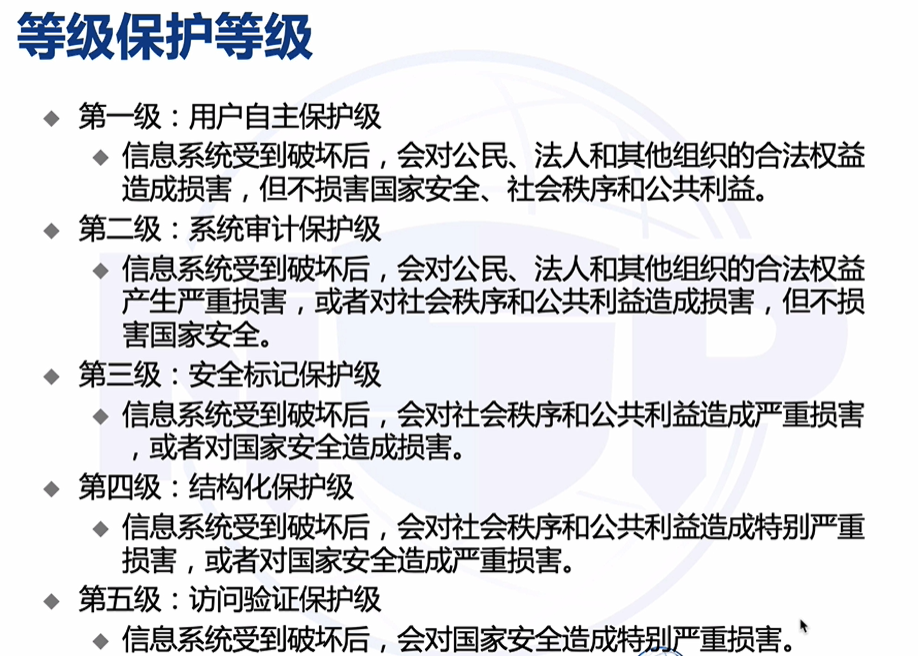 等级保护等级
第一级：用户自主保护级
信息系统受到破坏后，会对公民、法人和其他组织的合法权益
造成损害，但不损害国家安全、社会秩序和公共利益。
第二级：系统审计保护级
信息系统受到破坏后，会对公民、法人和其他组织的合法权益
产生严重损害，或者对社会秩序和公共利益造成损害，但不损
害国家安全。
第三级：安全标记保护级
信息系统受到破坏后，会对社会秩序和公共利益造成严重损害
，或者对国家安全造成损害。
第四级：结构化保护级
信息系统受到破坏后，会对社会秩序和公共利益造成特别严重
损害，或者对国家安全造成严重损害。
第五级：访问验证保护级
信息系统受到破坏后，会对国家安全造成特别严重损害。